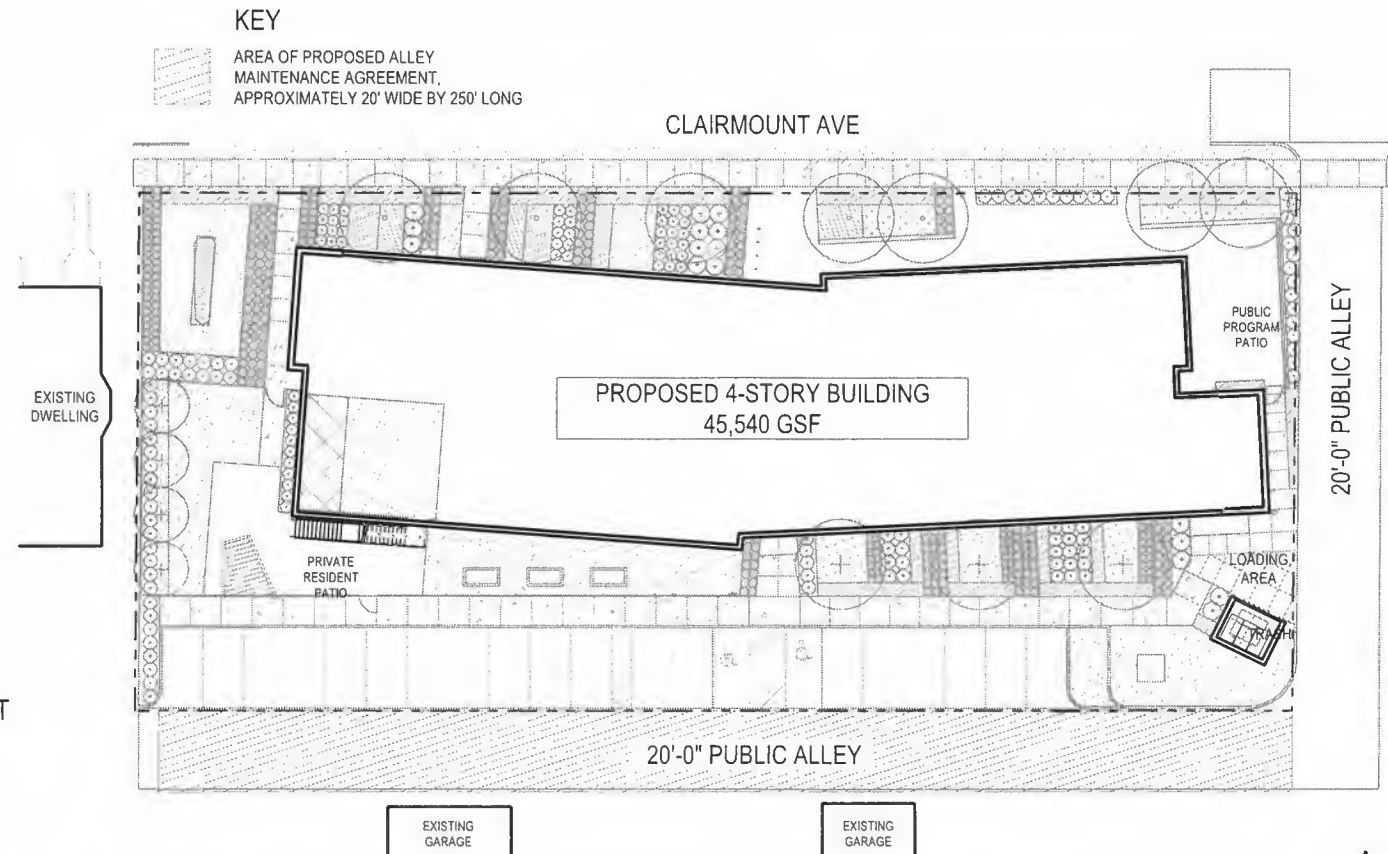 KEY
AREA OF PROPOSED ALLEY
MAINTENANCE AGREEMENT,
APPROXIMATELY 20' WIDE BY 250' LONG
CLAIRMOUNT AVE
PUBLIC
PROGRAM
PATIO
20'-0" PUBLIC ALLEY
EXISTING
DWELLING
PROPOSED 4-STORY BUILDING
45,540 GSF
PRIVATE
RESIDENT
PATIO
LOADING
AREA
TRASH
T
20'-0" PUBLIC ALLEY
EXISTING
GARAGE
EXISTING
GARAGE